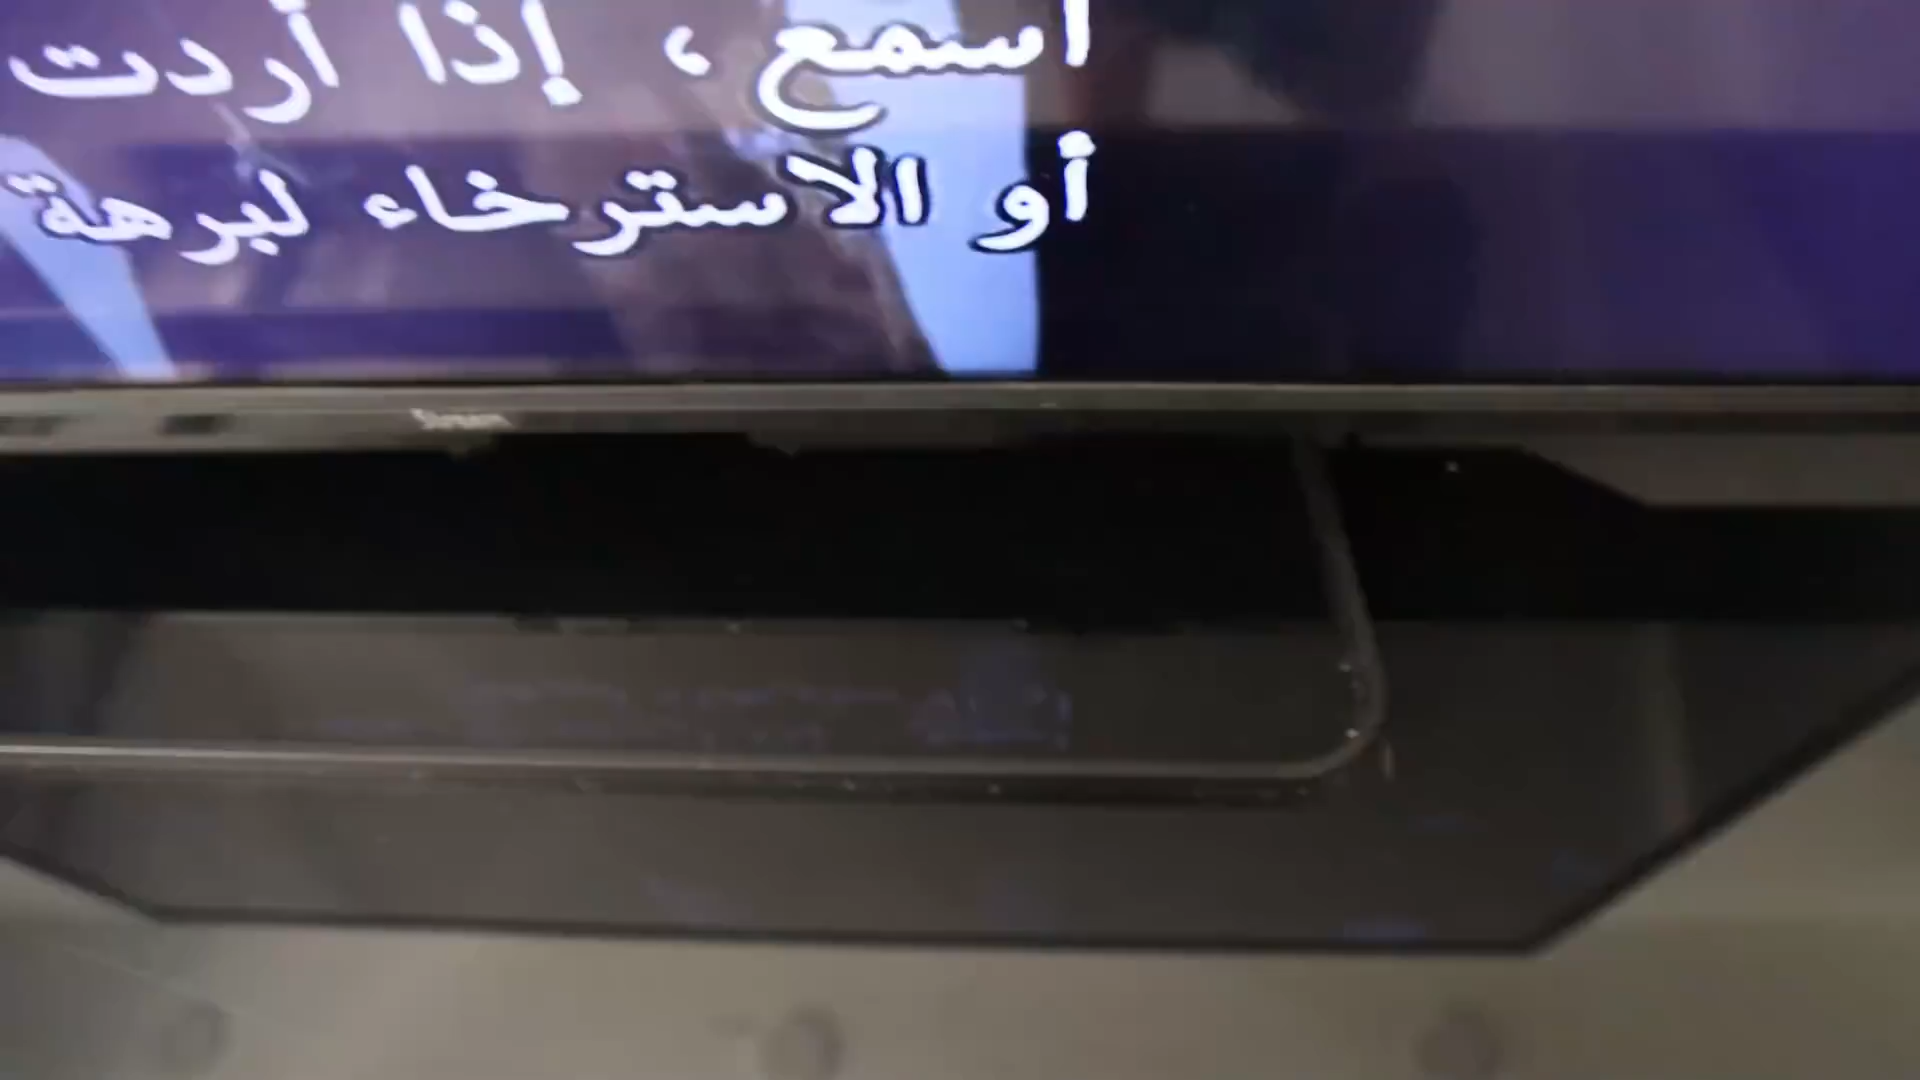 اسمع ، إذا أردت
أو الاسترخاء لبرهة